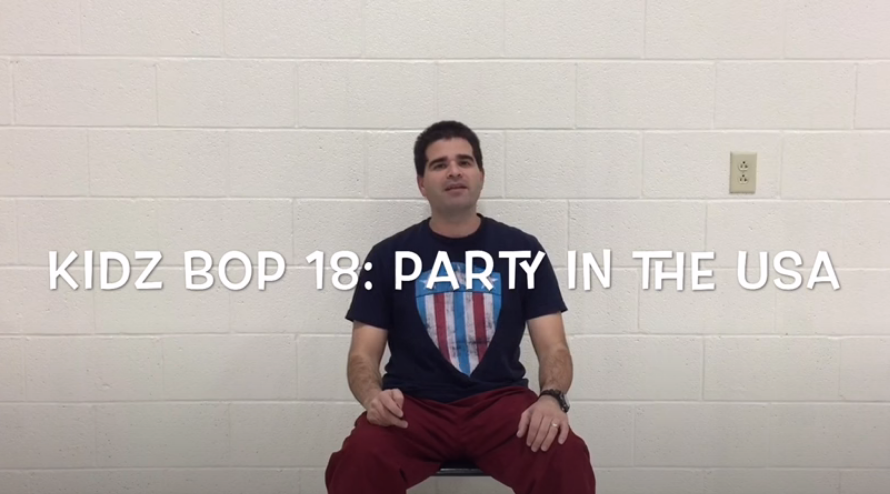 KIDZ BOP 18: PARTY IN THE USA